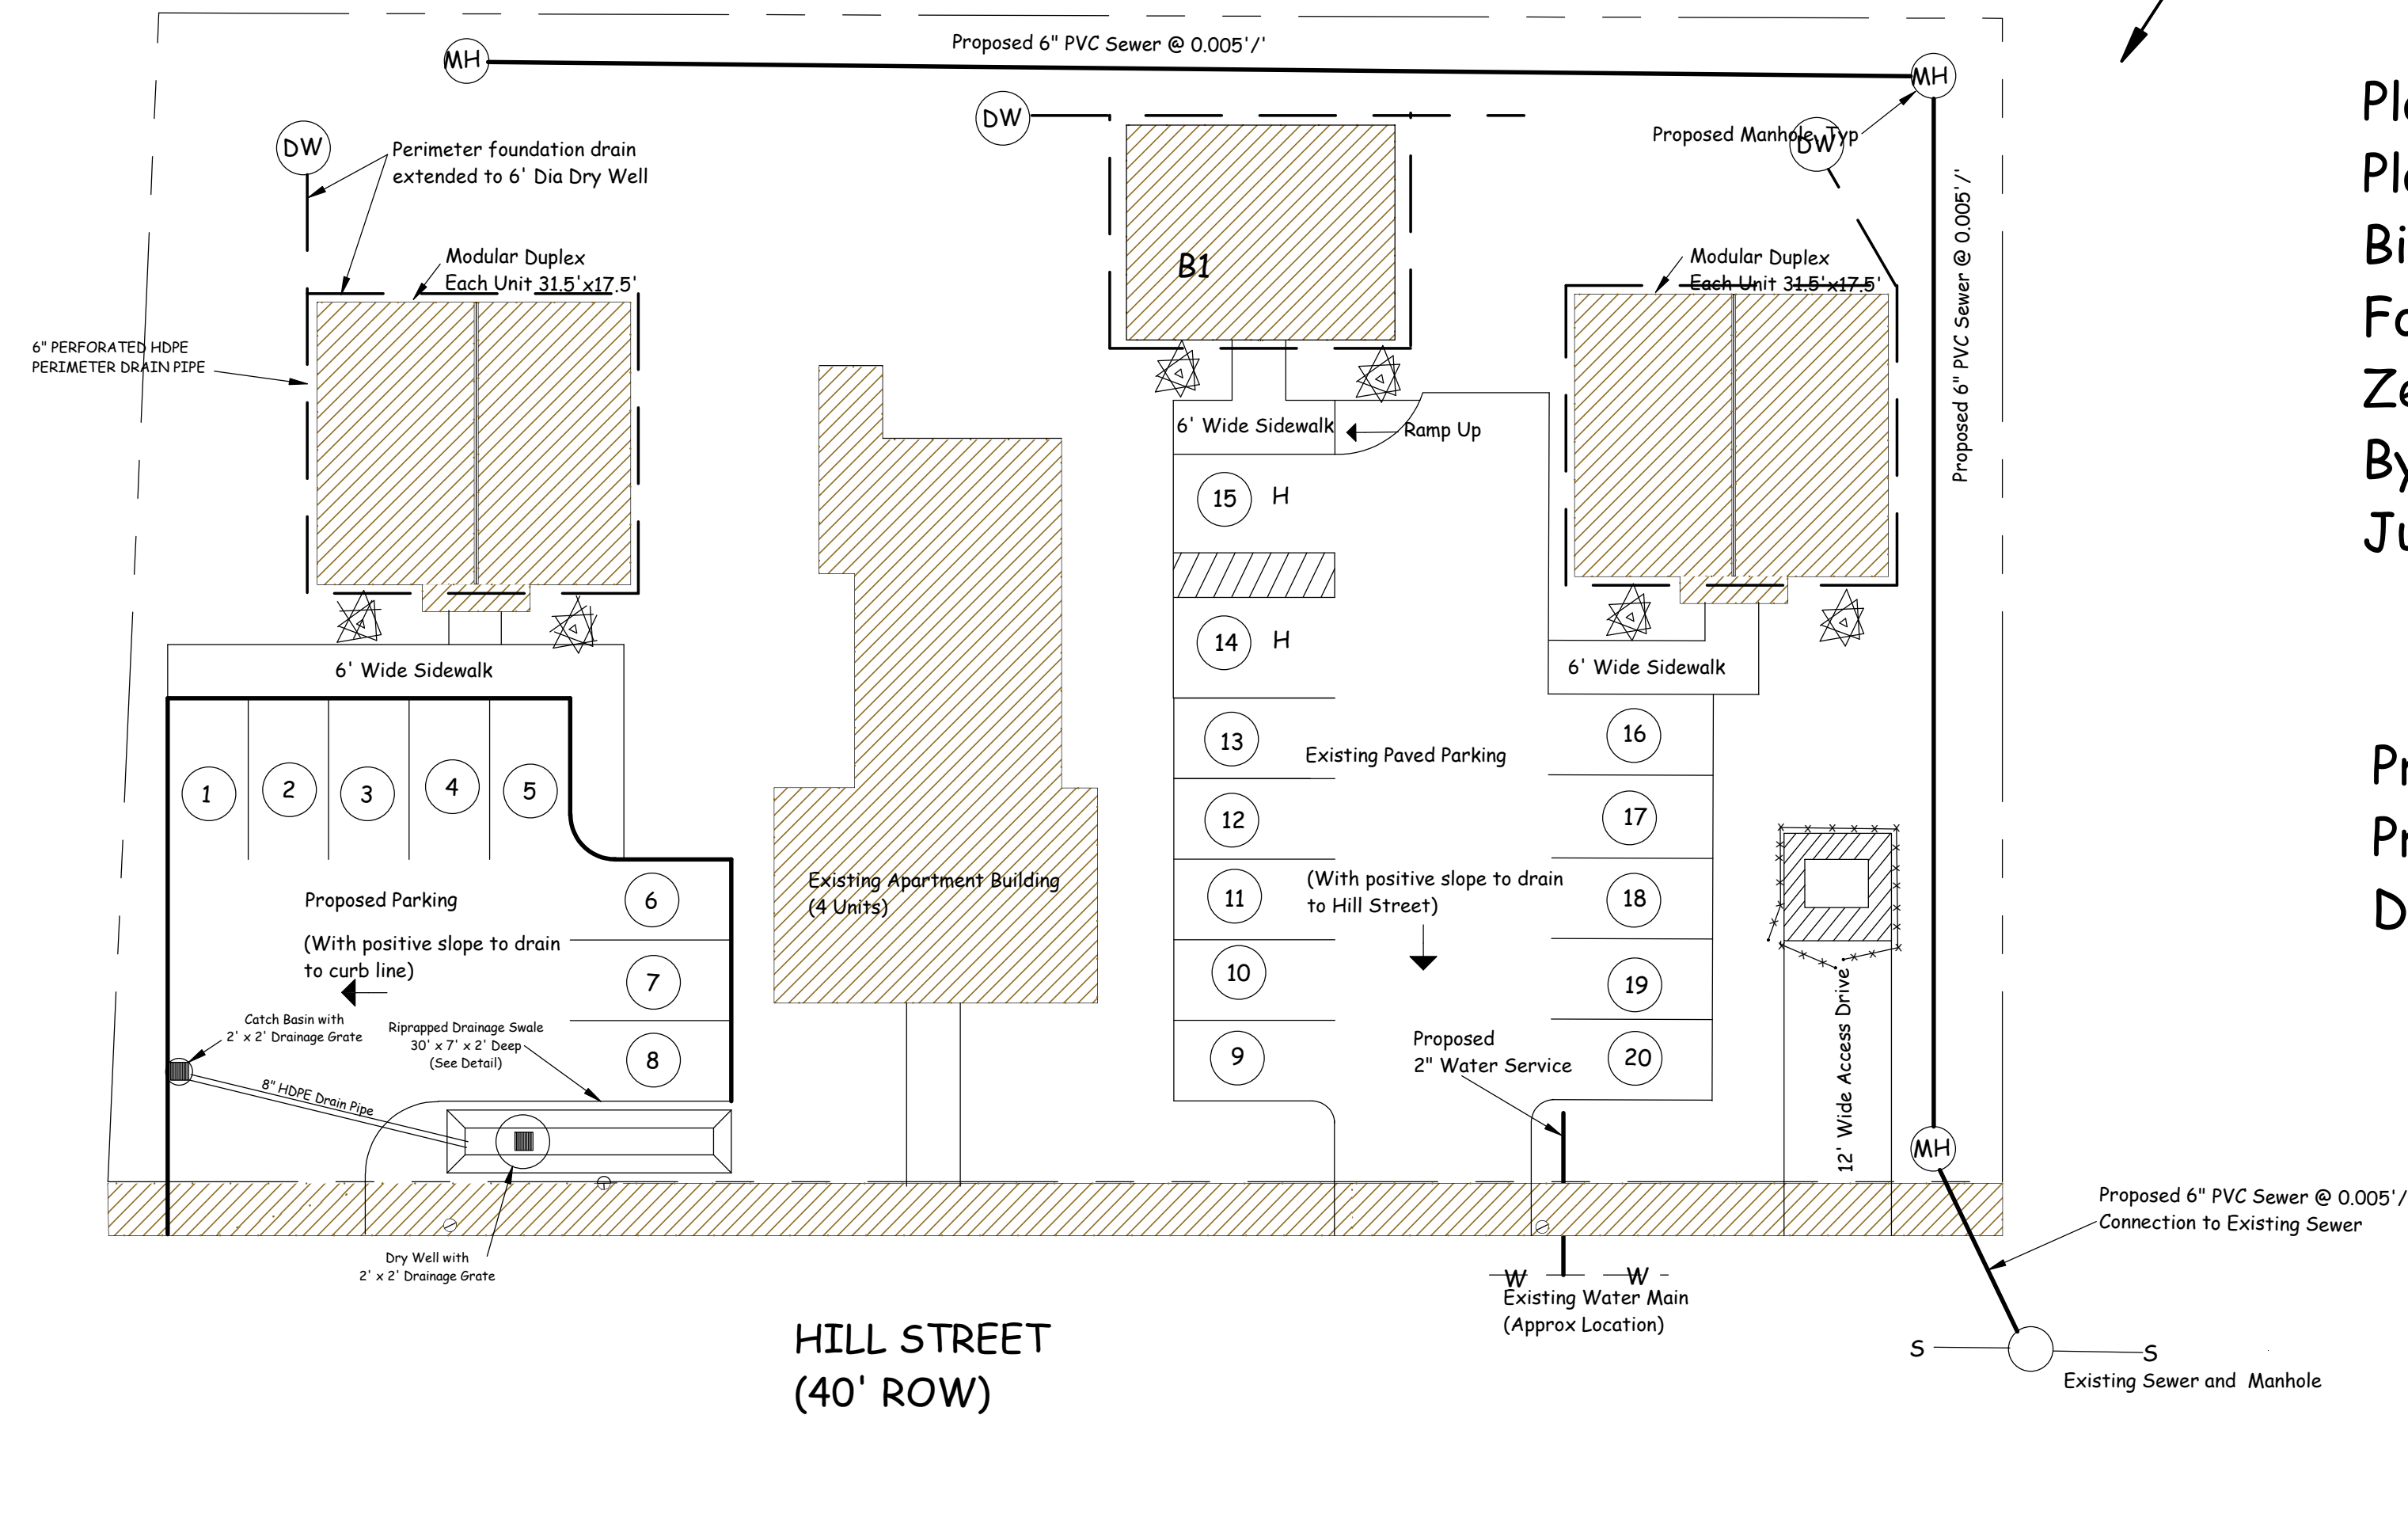 Proposed 6" PVC Sewer @ 0.005'/'
MH
MH
DW
DW
Proposed Manhole, Typ
DW
Perimeter foundation drain
extended to 6' Dia Dry Well
Modular Duplex
Each Unit 31.5'x17.5'
B1
Modular Duplex
Each Unit 31.5'x17.5'
Proposed 6" PVC Sewer @ 0.005'/'
6" PERFORATED HDPE
PERIMETER DRAIN PIPE
6' Wide Sidewalk
Ramp Up
15 H
14 H
6' Wide Sidewalk
6' Wide Sidewalk
1 2 3 4 5
13
Existing Paved Parking
16
12
17
Existing Apartment Building
(4 Units)
11
(With positive slope to drain
to Hill Street)
18
Proposed Parking
6
(With positive slope to drain
to curb line)
7
10
19
Catch Basin with
2' x 2' Drainage Grate
Riprapped Drainage Swale
30' x 7' x 2' Deep
(See Detail)
8
9
Proposed
2" Water Service
20
12' Wide Access Drive
8" HDPE Drain Pipe
MH
Proposed 6" PVC Sewer @ 0.005'/
Connection to Existing Sewer
Dry Well with
2' x 2' Drainage Grate
W W
Existing Water Main
(Approx Location)
HILL STREET
(40' ROW)
S S
Existing Sewer and Manhole
Bi
Ze
By
Ju
Pr
Pr
D